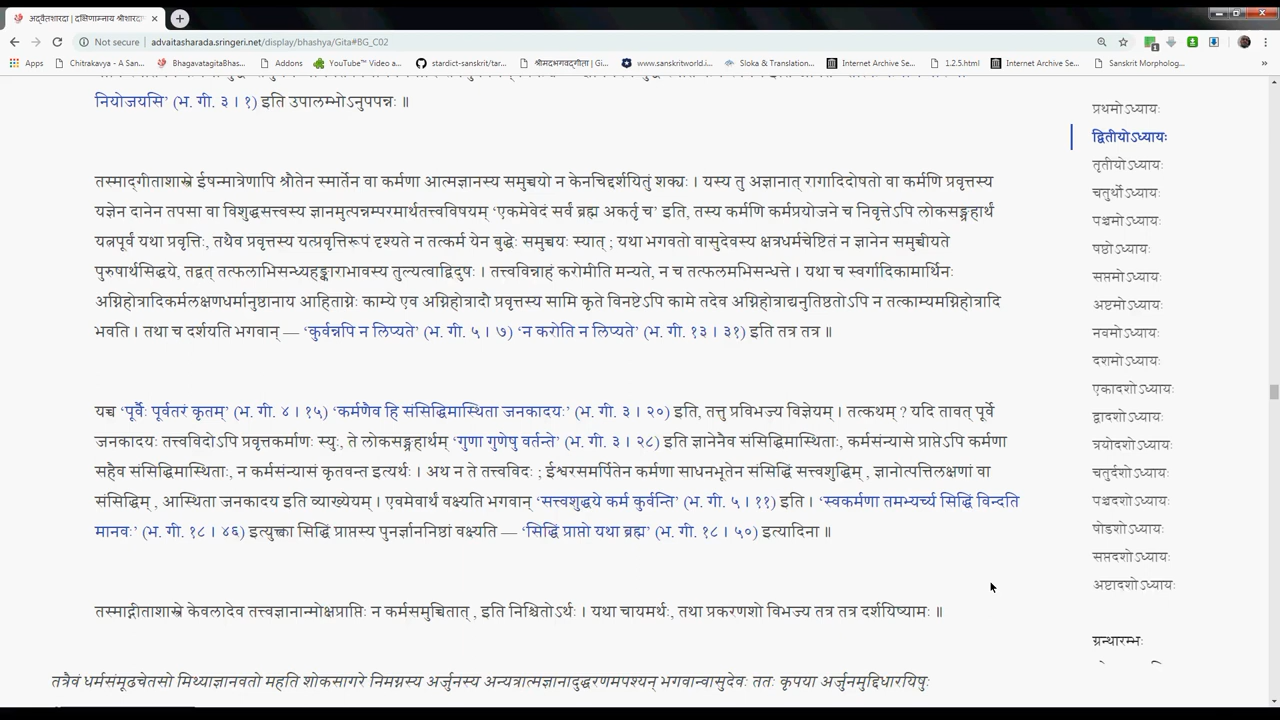 अद्वैतशारदा | दक्षिणाम्नाय श्रीशारदा
Not secure | advaitasharada.sringeri.net/display/bhashya/Gita#BG_C02
Apps Chitrakavya - A San... BhagavatagitaBhas... Addons YouTube™ Video a... stardict-sanskrit/tar... श्रीमद्भगवद्गीता | Gi... www.sanskritworld.i... Sloka & Translation... Internet Archive Se... 1.2.5.html Internet Archive Se... Sanskrit Morpholog... »
नियोजयसि’ (भ. गी. ३ । १) इति उपालम्भोऽनुपपन्नः ॥
तस्माद्गीताशास्त्रे ईषन्मात्रेणापि श्रौतेन स्मार्तेन वा कर्मणा आत्मज्ञानस्य समुच्चयो न केनचिद्दर्शयितुं शक्यः । यस्य तु अज्ञानात् रागादिदोषतो वा कर्मणि प्रवृत्तस्य
यज्ञेन दानेन तपसा वा विशुद्धसत्त्वस्य ज्ञानमुत्पन्नम्परमार्थतत्त्वविषयम् ‘एकमेवेदं सर्वं ब्रह्म अकर्तृ च’ इति, तस्य कर्मणि कर्मप्रयोजने च निवृत्तेऽपि लोकसङ्ग्रहार्थं
यत्नपूर्वं यथा प्रवृत्तिः, तथैव प्रवृत्तस्य यत्प्रवृत्तिरूपं दृश्यते न तत्कर्म येन बुद्धेः समुच्चयः स्यात् ; यथा भगवतो वासुदेवस्य क्षत्रधर्मचेष्टितं न ज्ञानेन समुच्चीयते
पुरुषार्थसिद्धये, तद्वत् तत्फलाभिसन्ध्यहङ्काराभावस्य तुल्यत्वाद्विदुषः । तत्त्वविन्नाहं करोमीति मन्यते, न च तत्फलमभिसन्धत्ते । यथा च स्वर्गादिकामार्थिनः
अग्निहोत्रादिकर्मलक्षणधर्मानुष्ठानाय आहिताग्नेः काम्ये एव अग्निहोत्रादौ प्रवृत्तस्य सामि कृते विनष्टेऽपि कामे तदेव अग्निहोत्राद्यनुतिष्ठतोऽपि न तत्काम्यमग्निहोत्रादि
भवति । तथा च दर्शयति भगवान् — ‘कुर्वन्नपि न लिप्यते’ (भ. गी. ५ । ७) ‘न करोति न लिप्यते’ (भ. गी. १३ । ३१) इति तत्र तत्र ॥
यच्च ‘पूर्वैः पूर्वतरं कृतम्’ (भ. गी. ४ । १५) ‘कर्मणैव हि संसिद्धिमास्थिता जनकादयः’ (भ. गी. ३ । २०) इति, तत्तु प्रविभज्य विज्ञेयम् । तत्कथम् ? यदि तावत् पूर्वे
जनकादयः तत्त्वविदोऽपि प्रवृत्तकर्माणः स्युः, ते लोकसङ्ग्रहार्थम् ‘गुणा गुणेषु वर्तन्ते’ (भ. गी. ३ । २८) इति ज्ञानेनैव संसिद्धिमास्थिताः, कर्मसंन्यासे प्राप्तेऽपि कर्मणा
सहैव संसिद्धिमास्थिताः, न कर्मसंन्यासं कृतवन्त इत्यर्थः । अथ न ते तत्त्वविदः ; ईश्वरसमर्पितेन कर्मणा साधनभूतेन संसिद्धिं सत्त्वशुद्धिम् , ज्ञानोत्पत्तिलक्षणां वा
संसिद्धिम् , आस्थिता जनकादय इति व्याख्येयम् । एवमेवार्थं वक्ष्यति भगवान् ‘सत्त्वशुद्धये कर्म कुर्वन्ति’ (भ. गी. ५ । ११) इति । ‘स्वकर्मणा तमभ्यर्च्य सिद्धिं विन्दति
मानवः’ (भ. गी. १८ । ४६) इत्युक्त्वा सिद्धिं प्राप्तस्य पुनर्ज्ञाननिष्ठां वक्ष्यति — ‘सिद्धिं प्राप्तो यथा ब्रह्म’ (भ. गी. १८ । ५०) इत्यादिना ॥
तस्माद्गीताशास्त्रे केवलादेव तत्त्वज्ञानान्मोक्षप्राप्तिः न कर्मसमुच्चितात् , इति निश्चितोऽर्थः । यथा चायमर्थः, तथा प्रकरणशो विभज्य तत्र तत्र दर्शयिष्यामः ॥
तत्रैवं धर्मसंमूढचेतसो मिथ्याज्ञानवतो महति शोकसागरे निमग्नस्य अर्जुनस्य अन्यत्रात्मज्ञानादुद्धरणमपश्यन् भगवान्वासुदेवः ततः कृपया अर्जुनमुद्दिधारयिषुः
प्रथमोऽध्यायः
द्वितीयोऽध्यायः
तृतीयोऽध्यायः
चतुर्थोऽध्यायः
पञ्चमोऽध्यायः
षष्ठोऽध्यायः
सप्तमोऽध्यायः
अष्टमोऽध्यायः
नवमोऽध्यायः
दशमोऽध्यायः
एकादशोऽध्यायः
द्वादशोऽध्यायः
त्रयोदशोऽध्यायः
चतुर्दशोऽध्यायः
पञ्चदशोऽध्यायः
षोडशोऽध्यायः
सप्तदशोऽध्यायः
अष्टादशोऽध्यायः
ग्रन्थारम्भः